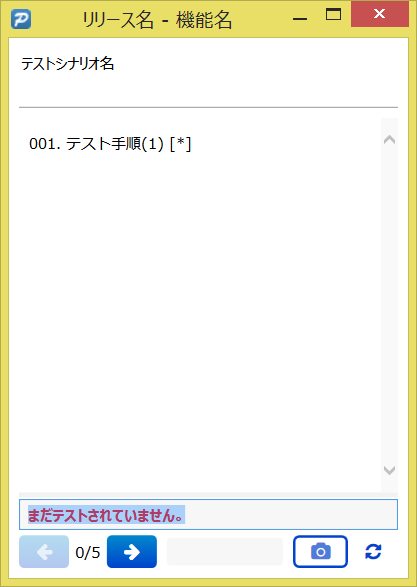 リリース名 - 機能名
テストシナリオ名
001. テスト手順(1) [*]
まだテストされていません。
0/5